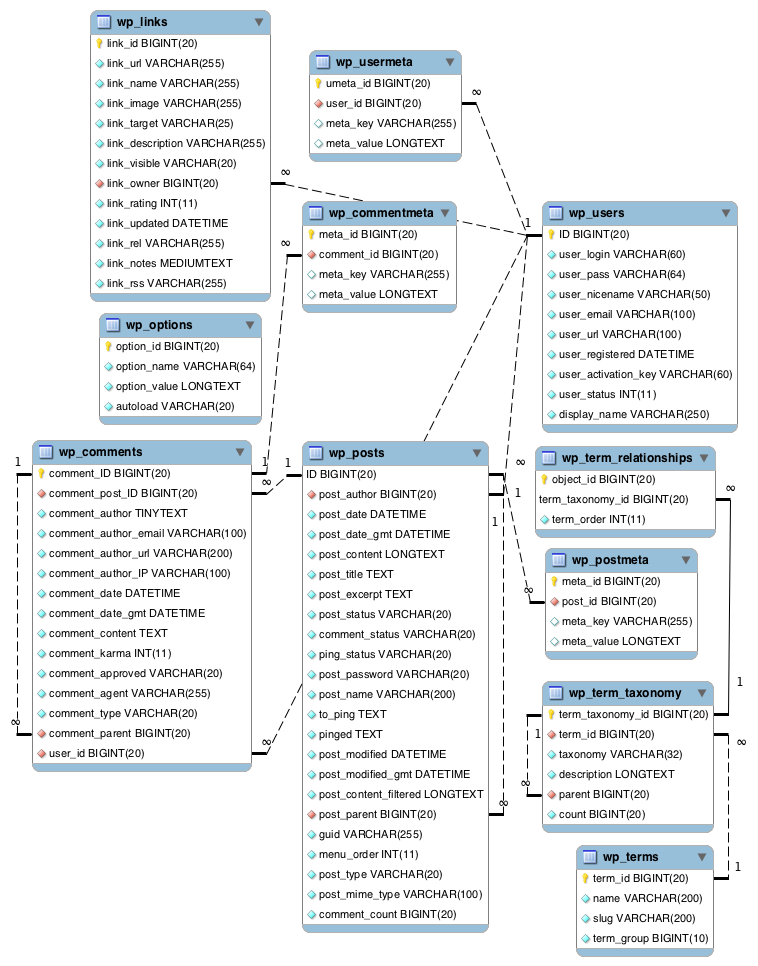 wp_links
link_id BIGINT(20)
link_url VARCHAR(255)
link_name VARCHAR(255)
link_image VARCHAR(255)
link_target VARCHAR(25)
link_description VARCHAR(255)
link_visible VARCHAR(20)
link_owner BIGINT(20)
link_rating INT(11)
link_updated DATETIME
link_rel VARCHAR(255)
link_notes MEDIUMTEXT
link_rss VARCHAR(255)
∞
wp_usermeta
umeta_id BIGINT(20)
user_id BIGINT(20)
meta_key VARCHAR(255)
meta_value LONGTEXT
∞
wp_commentmeta
meta_id BIGINT(20)
comment_id BIGINT(20)
meta_key VARCHAR(255)
meta_value LONGTEXT
∞
1
wp_users
ID BIGINT(20)
user_login VARCHAR(60)
user_pass VARCHAR(64)
user_nicename VARCHAR(50)
user_email VARCHAR(100)
user_url VARCHAR(100)
user_registered DATETIME
user_activation_key VARCHAR(60)
user_status INT(11)
display_name VARCHAR(250)
wp_options
option_id BIGINT(20)
option_name VARCHAR(64)
option_value LONGTEXT
autoload VARCHAR(20)
wp_comments
comment_ID BIGINT(20)
comment_post_ID BIGINT(20)
comment_author TINYTEXT
comment_author_email VARCHAR(100)
comment_author_url VARCHAR(200)
comment_author_IP VARCHAR(100)
comment_date DATETIME
comment_date_gmt DATETIME
comment_content TEXT
comment_karma INT(11)
comment_approved VARCHAR(20)
comment_agent VARCHAR(255)
comment_type VARCHAR(20)
comment_parent BIGINT(20)
user_id BIGINT(20)
1
∞
1
∞
1
∞
wp_posts
ID BIGINT(20)
post_author BIGINT(20)
post_date DATETIME
post_date_gmt DATETIME
post_content LONGTEXT
post_title TEXT
post_excerpt TEXT
post_status VARCHAR(20)
comment_status VARCHAR(20)
ping_status VARCHAR(20)
post_password VARCHAR(20)
post_name VARCHAR(200)
to_ping TEXT
pinged TEXT
post_modified DATETIME
post_modified_gmt DATETIME
post_content_filtered LONGTEXT
post_parent BIGINT(20)
guid VARCHAR(255)
menu_order INT(11)
post_type VARCHAR(20)
post_mime_type VARCHAR(100)
comment_count BIGINT(20)
∞
1
1
∞
∞
wp_term_relationships
object_id BIGINT(20)
term_taxonomy_id BIGINT(20)
term_order INT(11)
∞
wp_postmeta
meta_id BIGINT(20)
post_id BIGINT(20)
meta_key VARCHAR(255)
meta_value LONGTEXT
1
wp_term_taxonomy
term_taxonomy_id BIGINT(20)
term_id BIGINT(20)
taxonomy VARCHAR(32)
description LONGTEXT
parent BIGINT(20)
count BIGINT(20)
1
∞
∞
1
wp_terms
term_id BIGINT(20)
name VARCHAR(200)
slug VARCHAR(200)
term_group BIGINT(10)